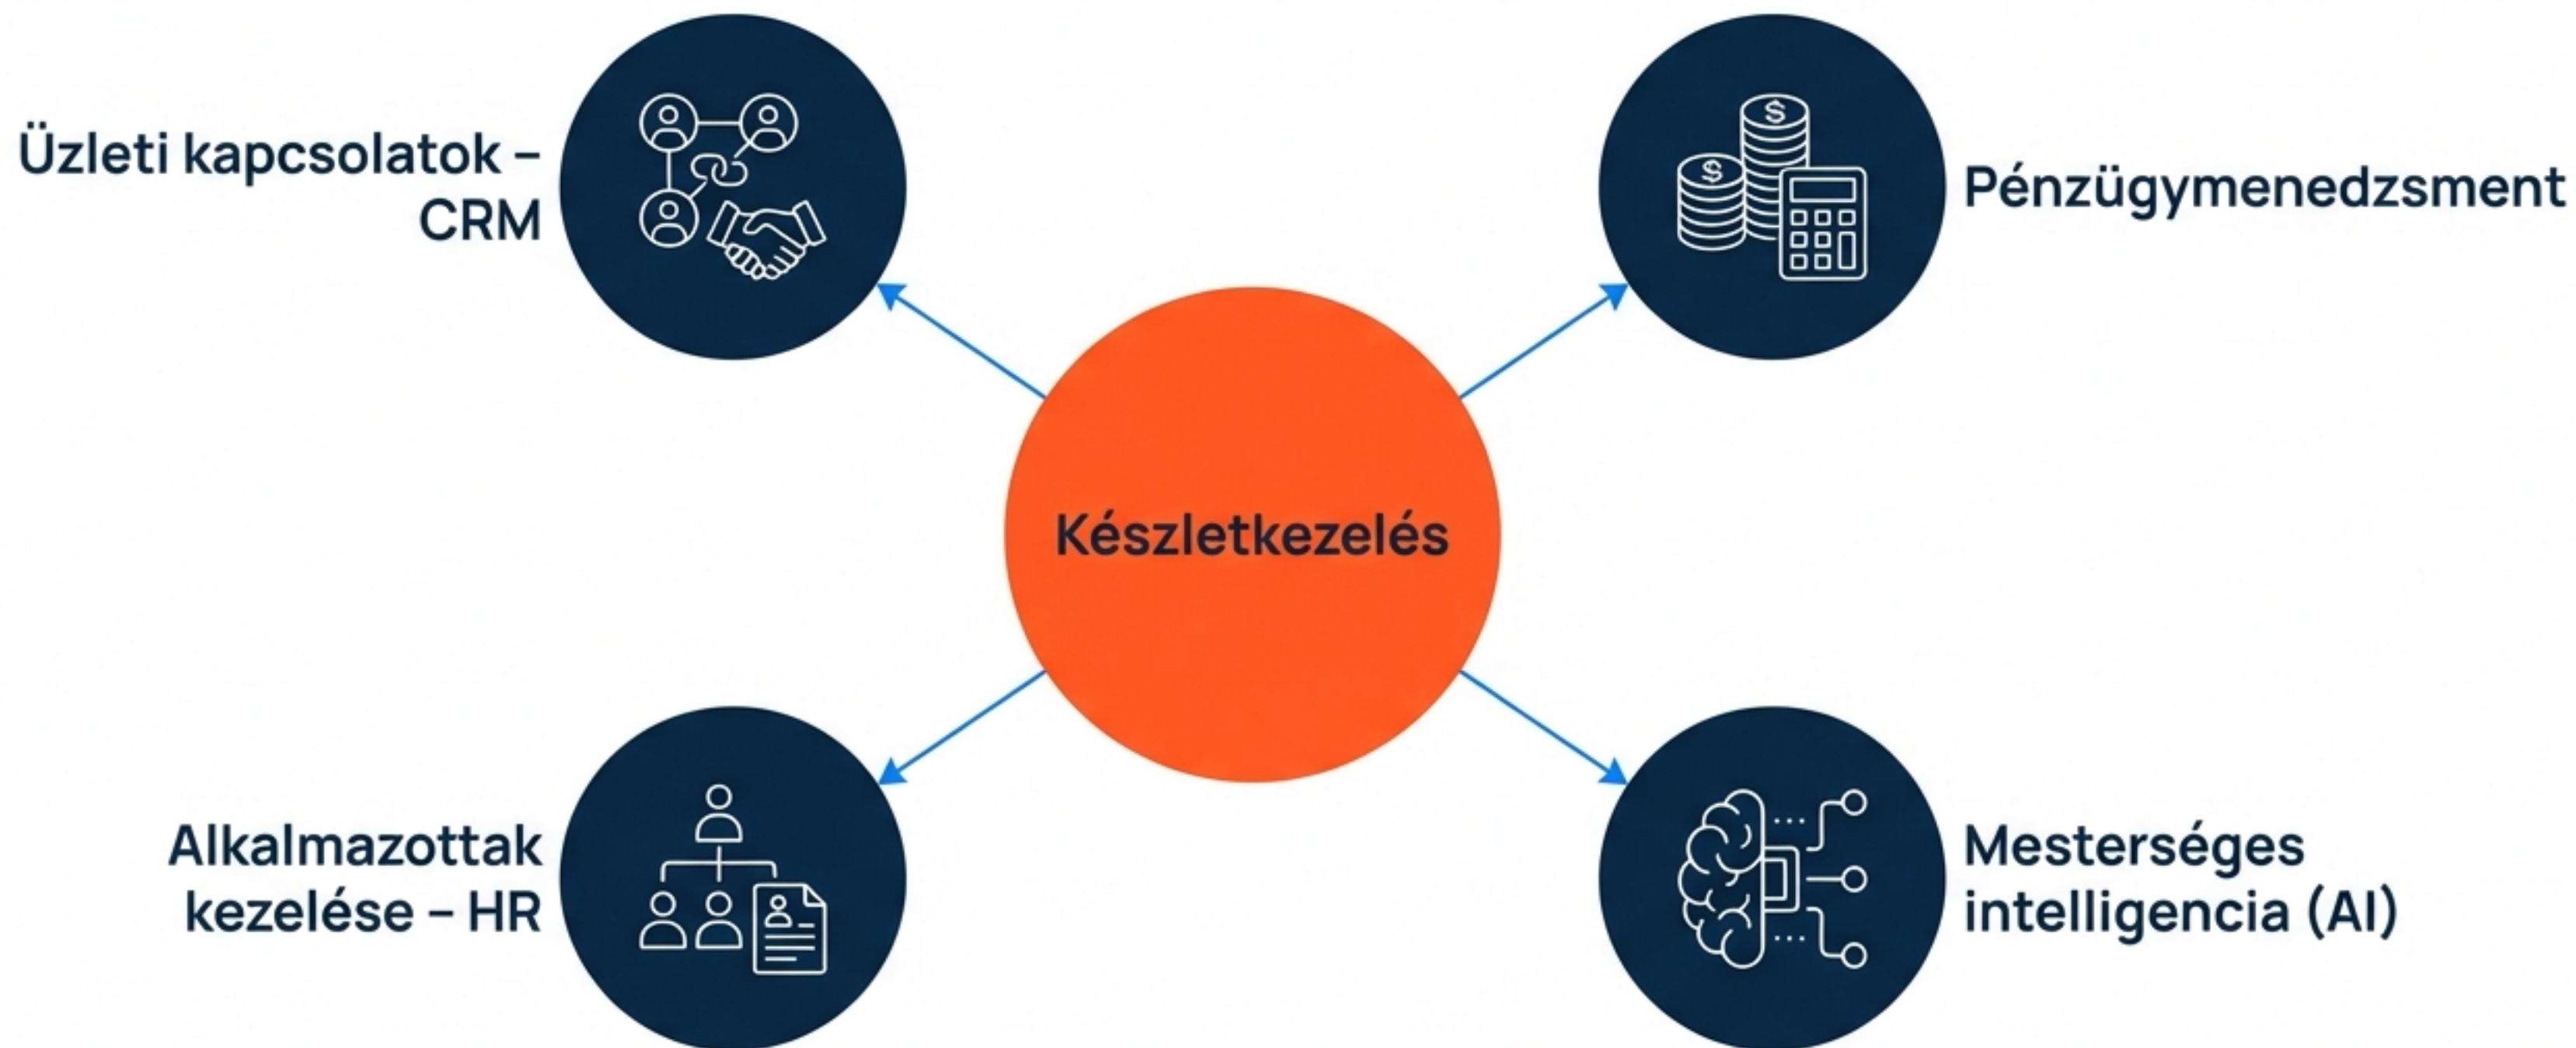 Üzleti kapcsolatok –
CRM
Pénzügymenedzsment
Készletkezelés
Alkalmazottak
kezelése – HR
Mesterséges
intelligencia (AI)